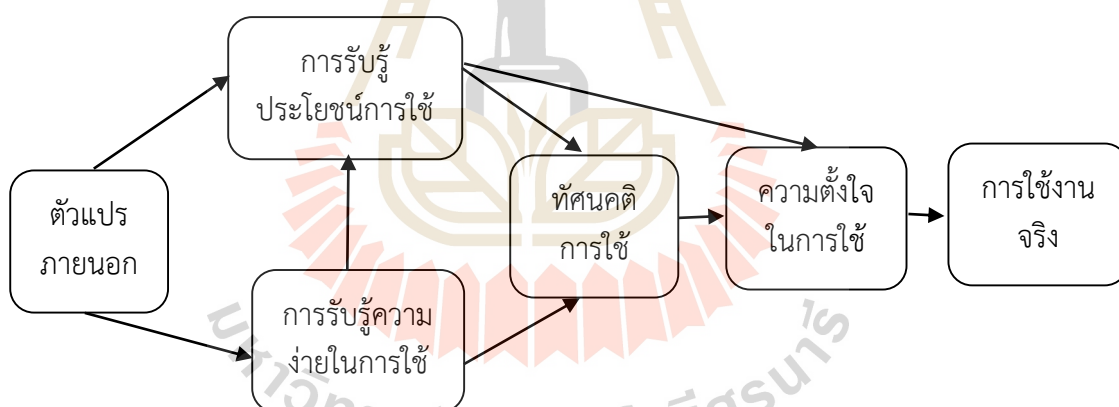 การรับรู้
ประโยชน์การใช้
ตัวแปร
ภายนอก
การรับรู้ความ
ง่ายในการใช้
ทัศนคติ
การใช้
ความตั้งใจ
ในการใช้
การใช้งาน
จริง